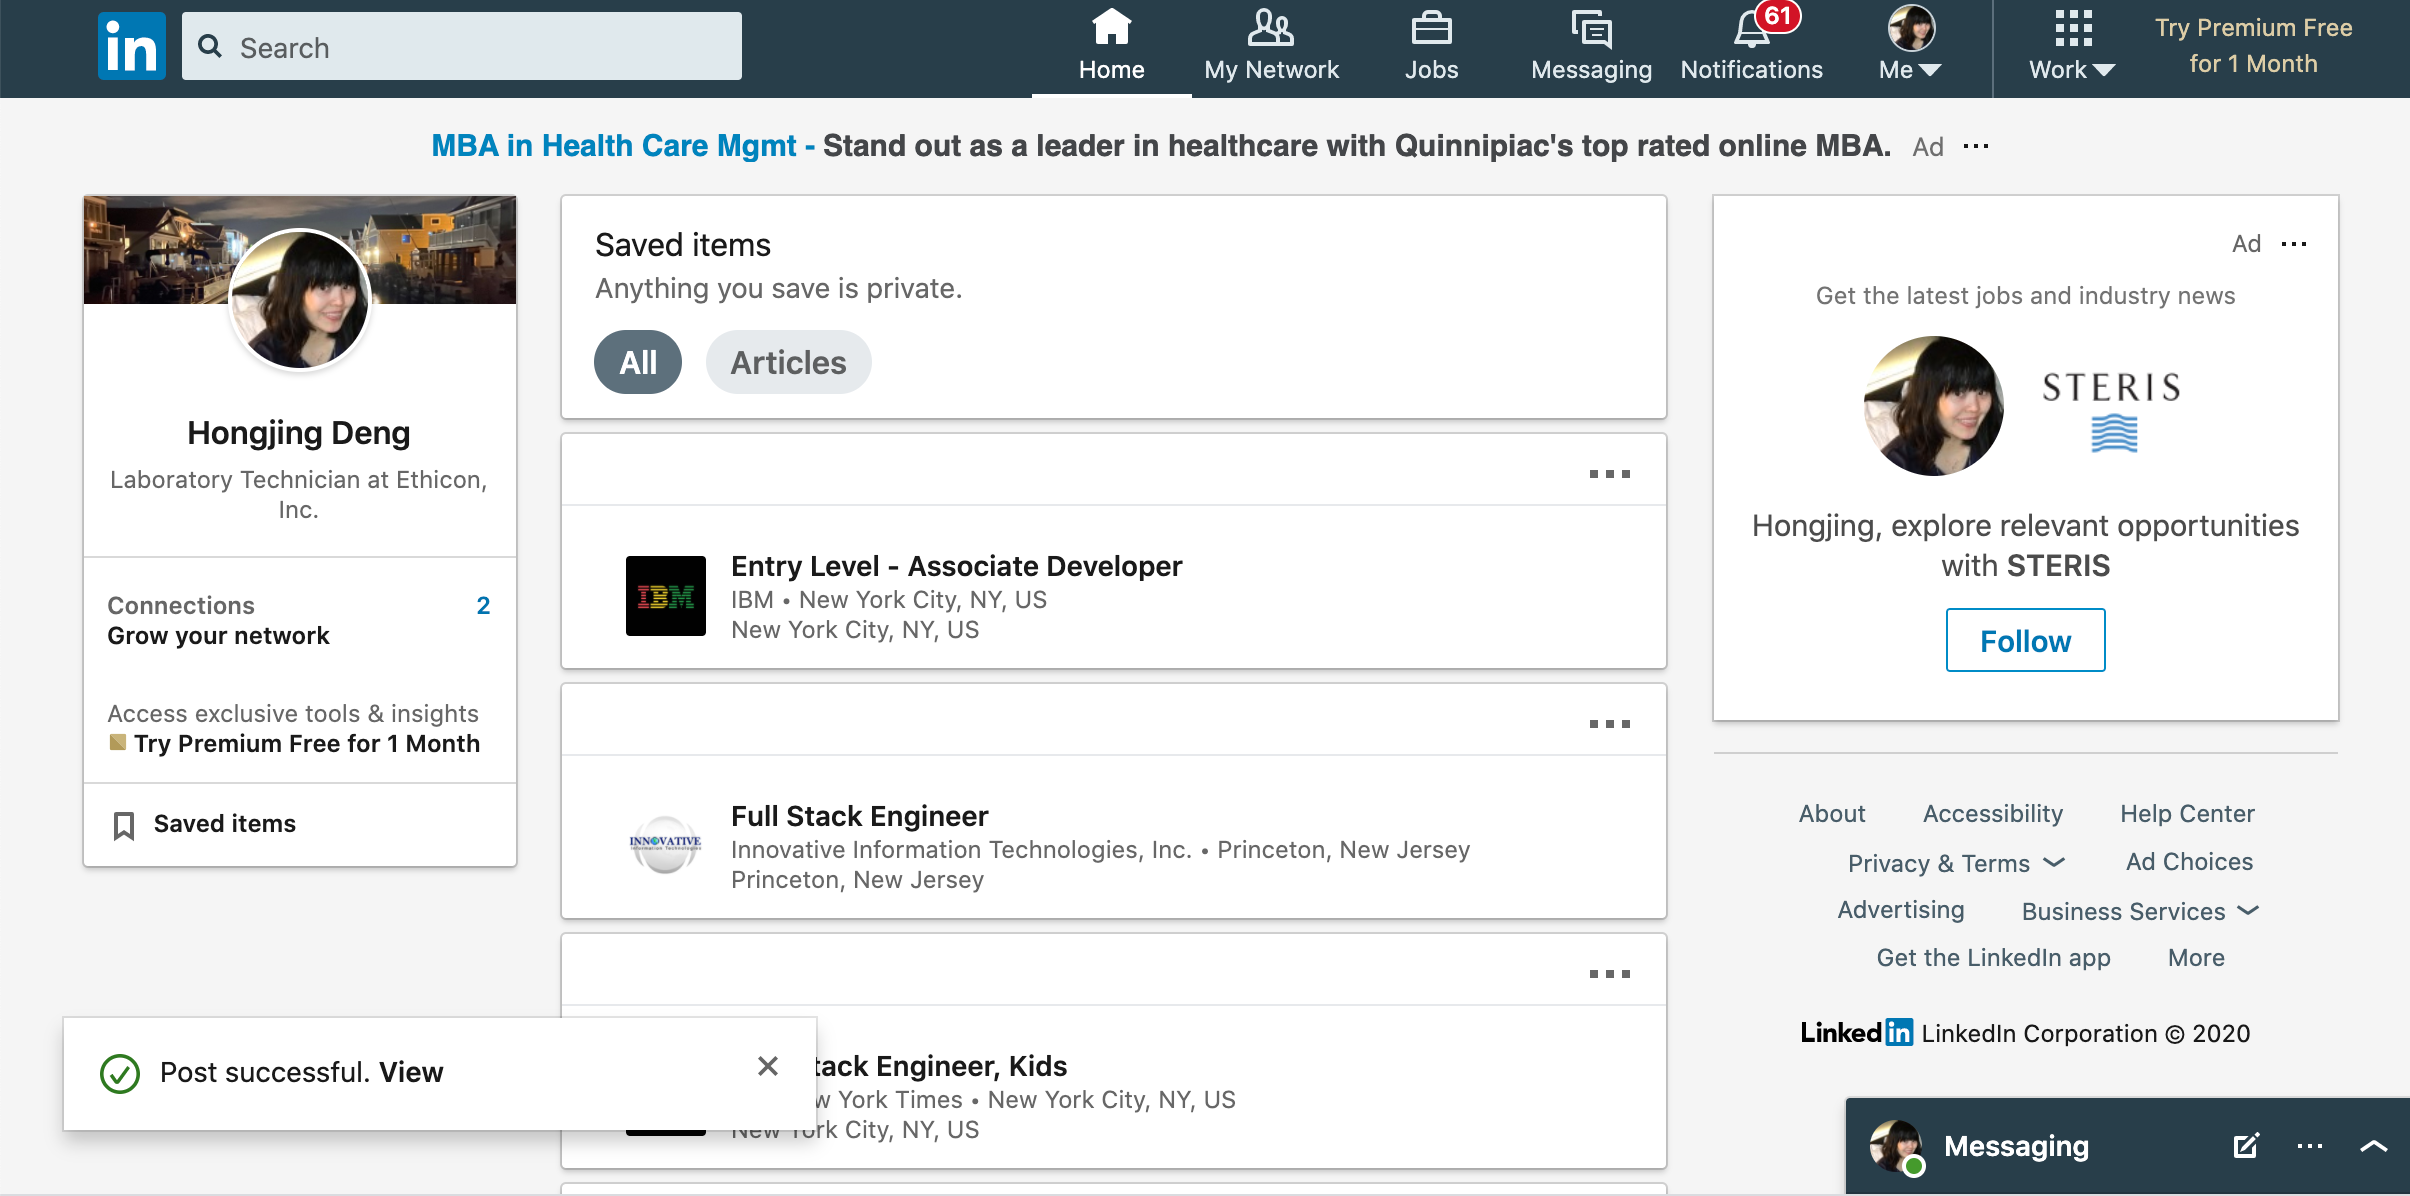 in
Search
Home
My Network
Jobs
Messaging
61
Notifications
Me
Work
Try Premium Free
for 1 Month
MBA in Health Care Mgmt - Stand out as a leader in healthcare with Quinnipiac's top rated online MBA. Ad
Hongjing Deng
Laboratory Technician at Ethicon,
Inc.
Connections 2
Grow your network
Access exclusive tools & insights
Try Premium Free for 1 Month
Saved items
Saved items
Anything you save is private.
All
Articles
IBM
Entry Level - Associate Developer
IBM • New York City, NY, US
New York City, NY, US
INNOVATIVE
Information Technologies
Full Stack Engineer
Innovative Information Technologies, Inc. • Princeton, New Jersey
Princeton, New Jersey
tack Engineer, Kids
w York Times • New York City, NY, US
New York City, NY, US
Post successful. View
Ad
Get the latest jobs and industry news
STERIS
Hongjing, explore relevant opportunities
with STERIS
Follow
About Accessibility Help Center
Privacy & Terms Ad Choices
Advertising Business Services
Get the LinkedIn app More
LinkedIn LinkedIn Corporation © 2020
Messaging